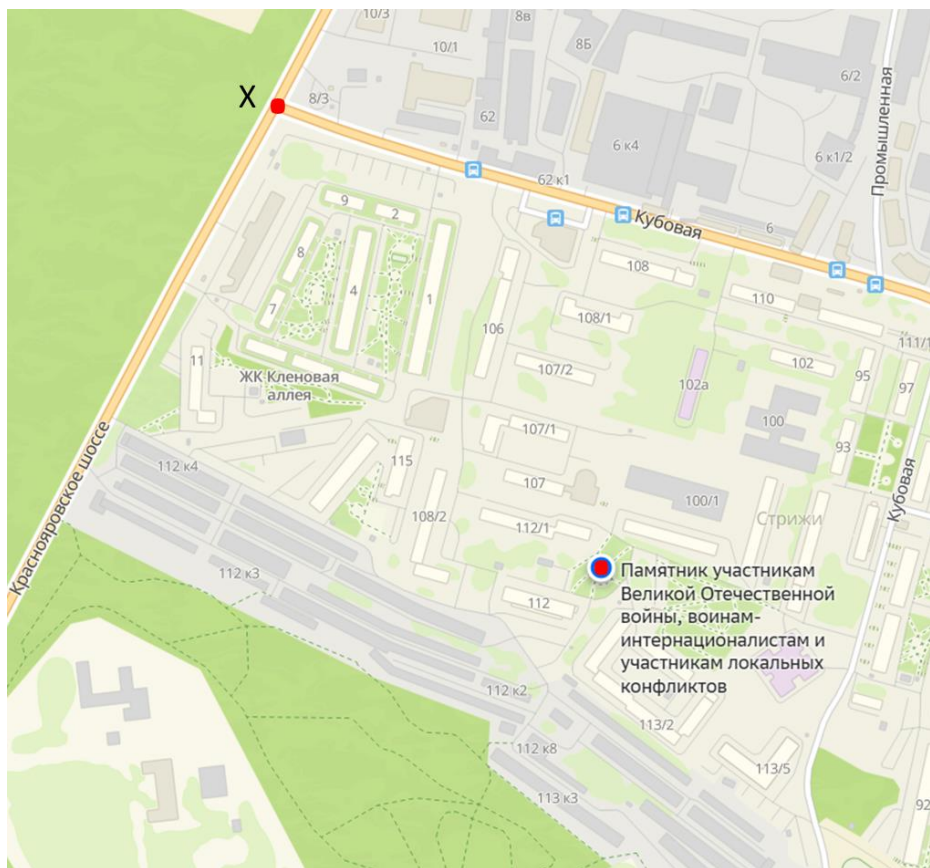 10/3
8в
10/1
8Б
6/2
X
8/3
62
6 к4
6 к1/2
Промышленная
62 к1
9
2
Кубовая
6
8
108
4
1
7
110
106
108/1
111/1
11
107/2
102
95
97
ЖК Кленовая
аллея
102а
100
107/1
93
Краснояровское шоссе
112 к4
115
107
100/1
Кубовая
108/2
112/1
Стрижи
112 к3
Памятник участникам
Великой Отечественной
войны, воинам-
интернационалистам и
участникам локальных
конфликтов
112
112 к2
113/2
112 к8
113/5
113 к3
92